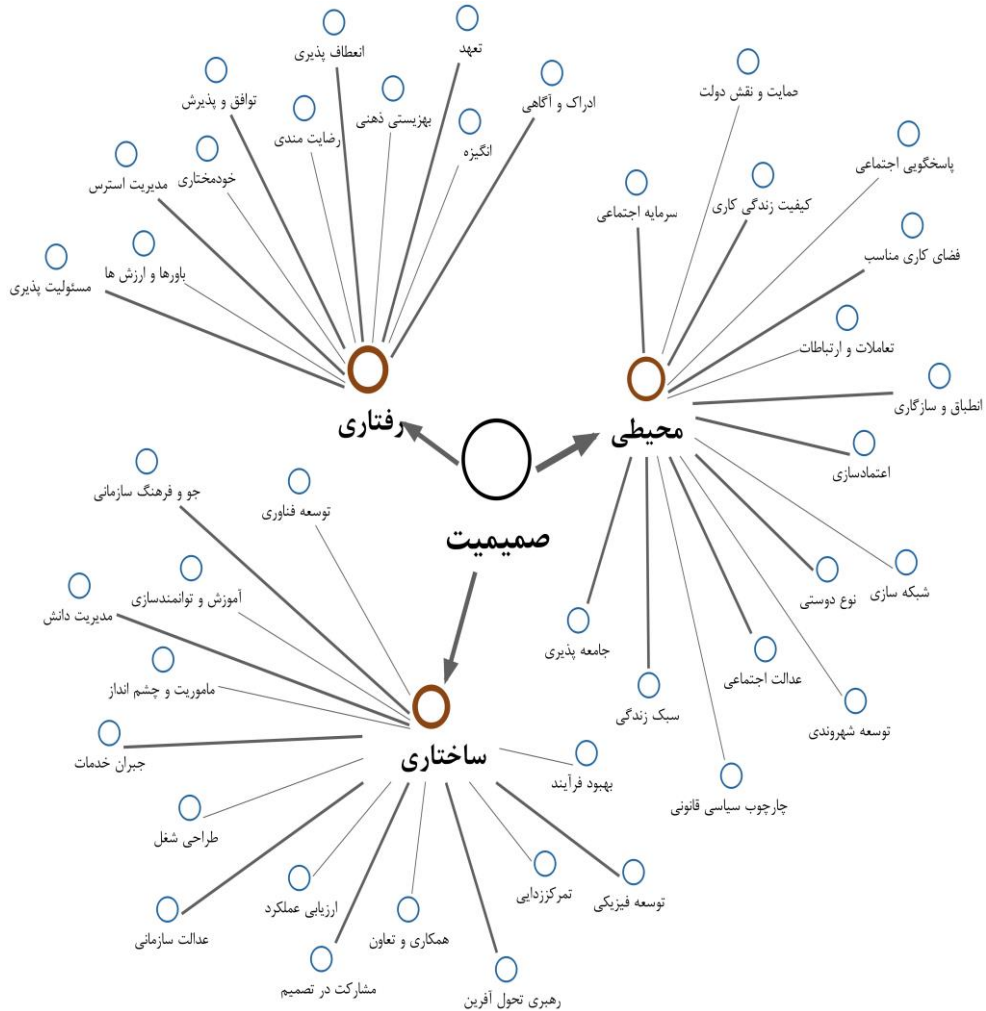 صمیمیت
رفتاری
تعهد
انعطاف پذیری
ادراک و آگاهی
توافق و پذیرش
بهزیستی ذهنی
رضایت مندی
انگیزه
مدیریت استرس
خودمختاری
باورها و ارزش ها
مسئولیت پذیری
محیطی
حمایت و نقش دولت
پاسخگویی اجتماعی
سرمایه اجتماعی
کیفیت زندگی کاری
فضای کاری مناسب
تعاملات و ارتباطات
انطباق و سازگاری
اعتمادسازی
شبکه سازی
نوع دوستی
جامعه پذیری
عدالت اجتماعی
سبک زندگی
توسعه شهروندی
چارچوب سیاسی قانونی
ساختاری
جو و فرهنگ سازمانی
توسعه فناوری
آموزش و توانمندسازی
مدیریت دانش
ماموریت و چشم انداز
جبران خدمات
بهبود فرآیند
طراحی شغل
تمرکززدایی
توسعه فیزیکی
ارزیابی عملکرد
عدالت سازمانی
همکاری و تعاون
مشارکت در تصمیم
رهبری تحول آفرین